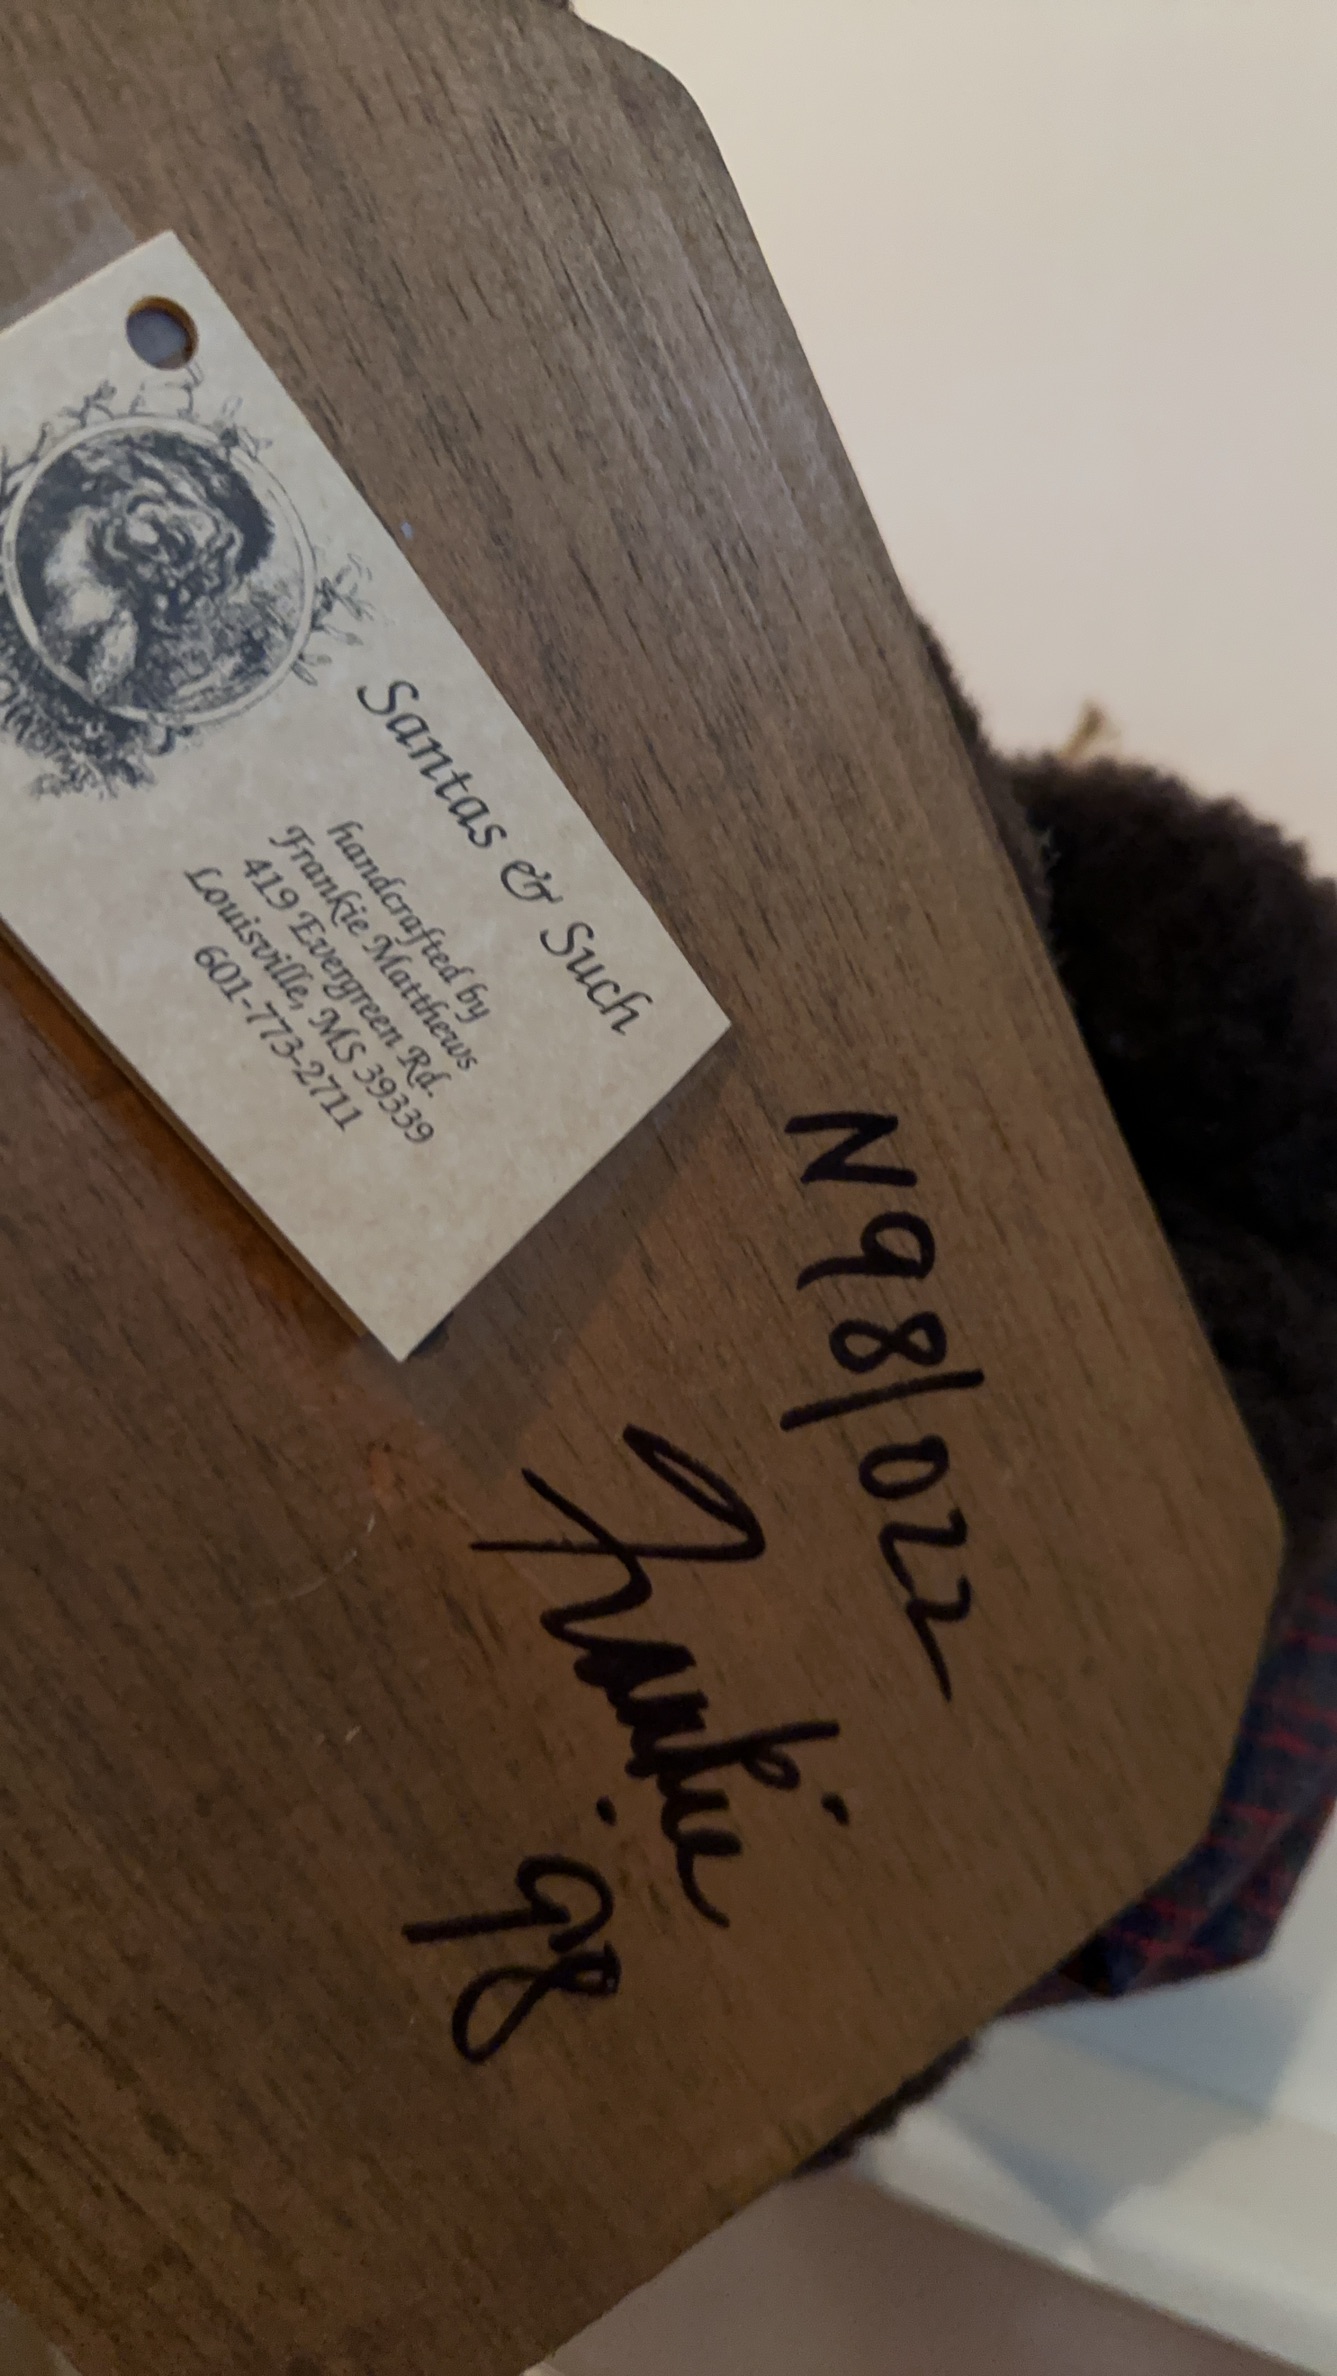 Santas & Such
handcrafted by
Frankie Matthews
419 Evergreen Rd.
Louisville, MS 39339
601-773-2711
N98/022
Frankie
98